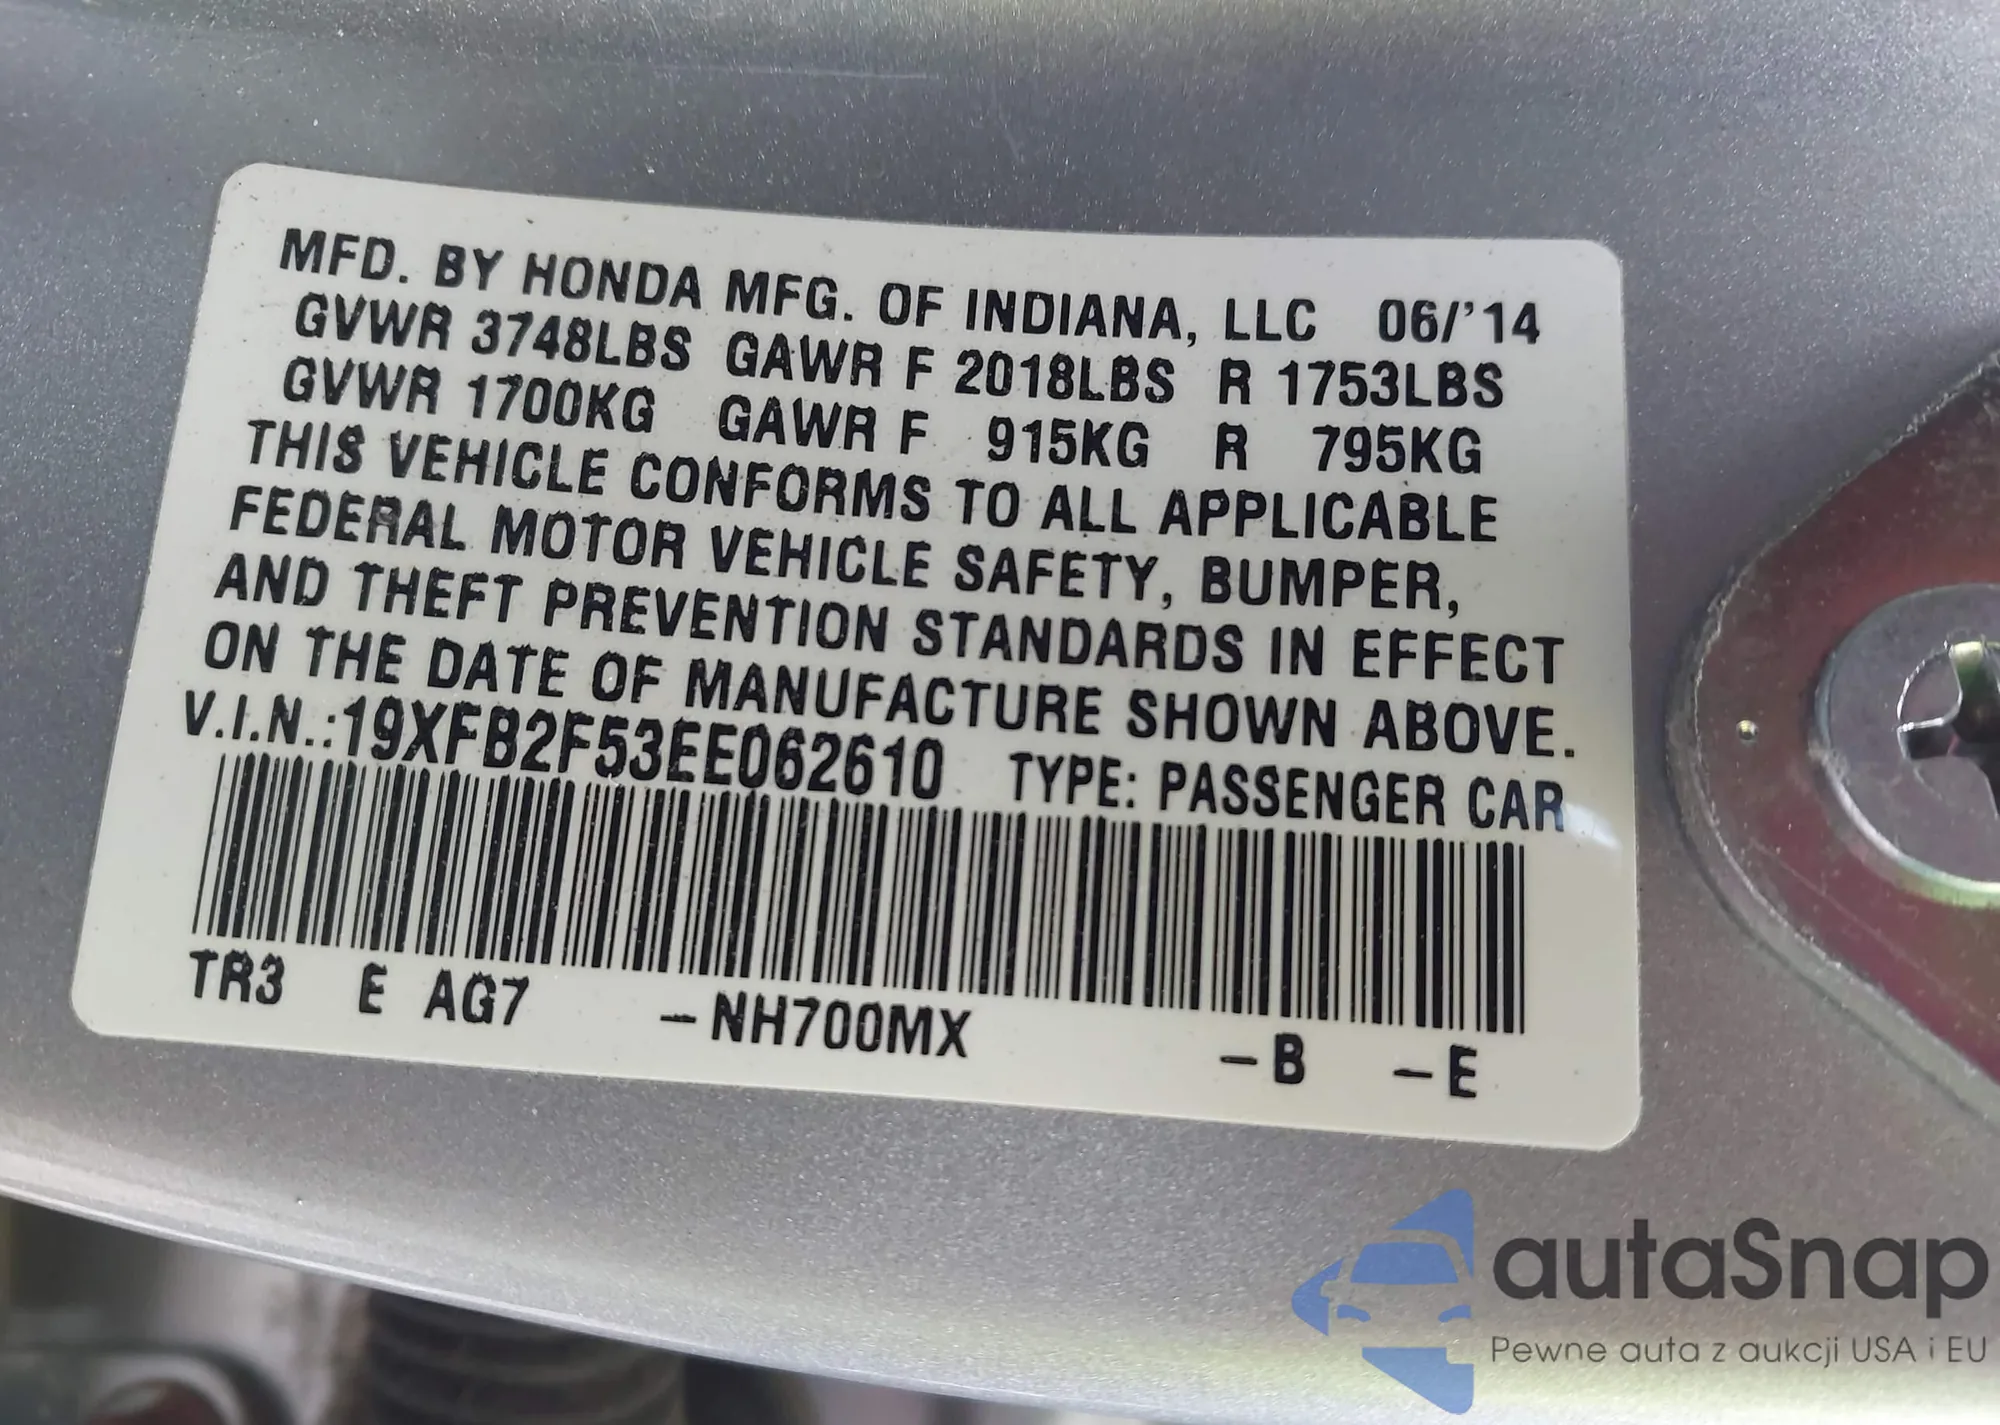 MFD. BY HONDA MFG. OF INDIANA, LLC 06/'14
GVWR 3748LBS GAWR F 2018LBS R 1753LBS
GVWR 1700KG GAWR F 915KG R 795KG
THIS VEHICLE CONFORMS TO ALL APPLICABLE
FEDERAL MOTOR VEHICLE SAFETY, BUMPER,
AND THEFT PREVENTION STANDARDS IN EFFECT
ON THE DATE OF MANUFACTURE SHOWN ABOVE.
V.I.N.:19XFB2F53EE062610 TYPE: PASSENGER CAR
TR3 E AG7 –NH700MX –B –E
autaSnap
Pewne auta z aukcji USA i EU